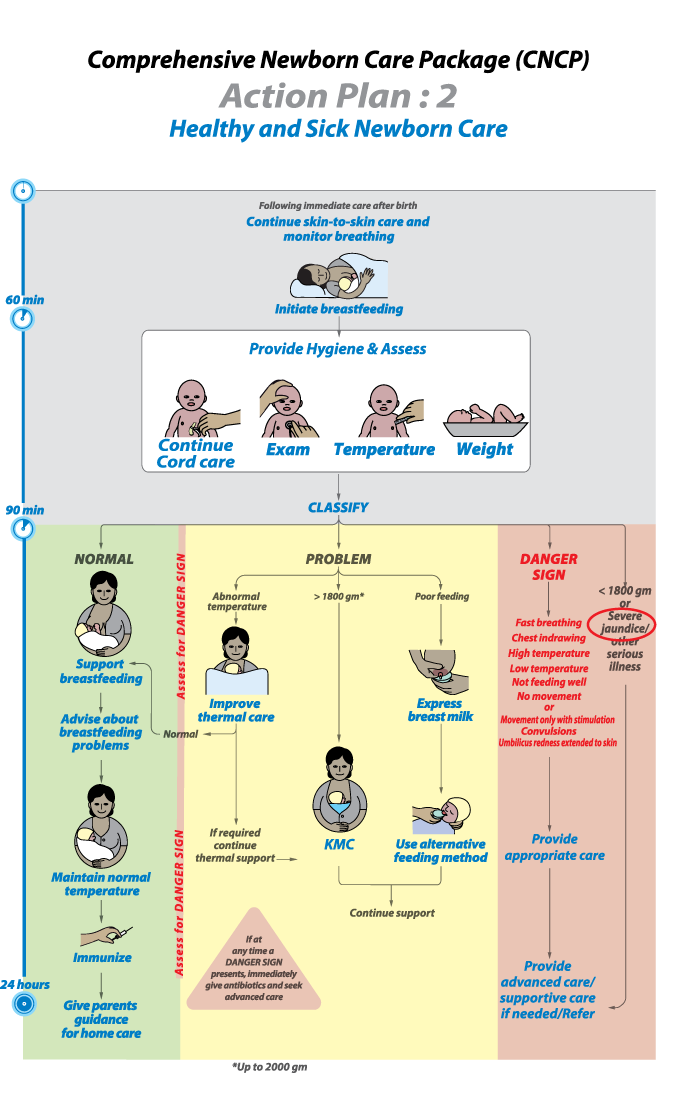 Comprehensive Newborn Care Package (CNCP)
Action Plan : 2
Healthy and Sick Newborn Care
Following immediate care after birth
Continue skin-to-skin care and
monitor breathing
Initiate breastfeeding
60 min
Provide Hygiene & Assess
Continue
Cord care
Exam
Temperature
Weight
CLASSIFY
90 min
NORMAL
Support
breastfeeding
Advise about
breastfeeding
problems
Maintain normal
temperature
Immunize
Give parents
guidance
for home care
24 hours
Assess for DANGER SIGN
Assess for DANGER SIGN
PROBLEM
Abnormal
temperature
Improve
thermal care
Normal
If required
continue
thermal support
> 1800 gm*
KMC
Poor feeding
Express
breast milk
Use alternative
feeding method
Continue support
If at
any time a
DANGER SIGN
presents, immediately
give antibiotics and seek
advanced care
DANGER
SIGN
Fast breathing
Chest indrawing
High temperature
Low temperature
Not feeding well
No movement
or
Movement only with stimulation
Convulsions
Umbilicus redness extended to skin
Provide
appropriate care
Provide
advanced care/
supportive care
if needed/Refer
< 1800 gm
or
Severe
jaundice/
other
serious
illness
*Up to 2000 gm